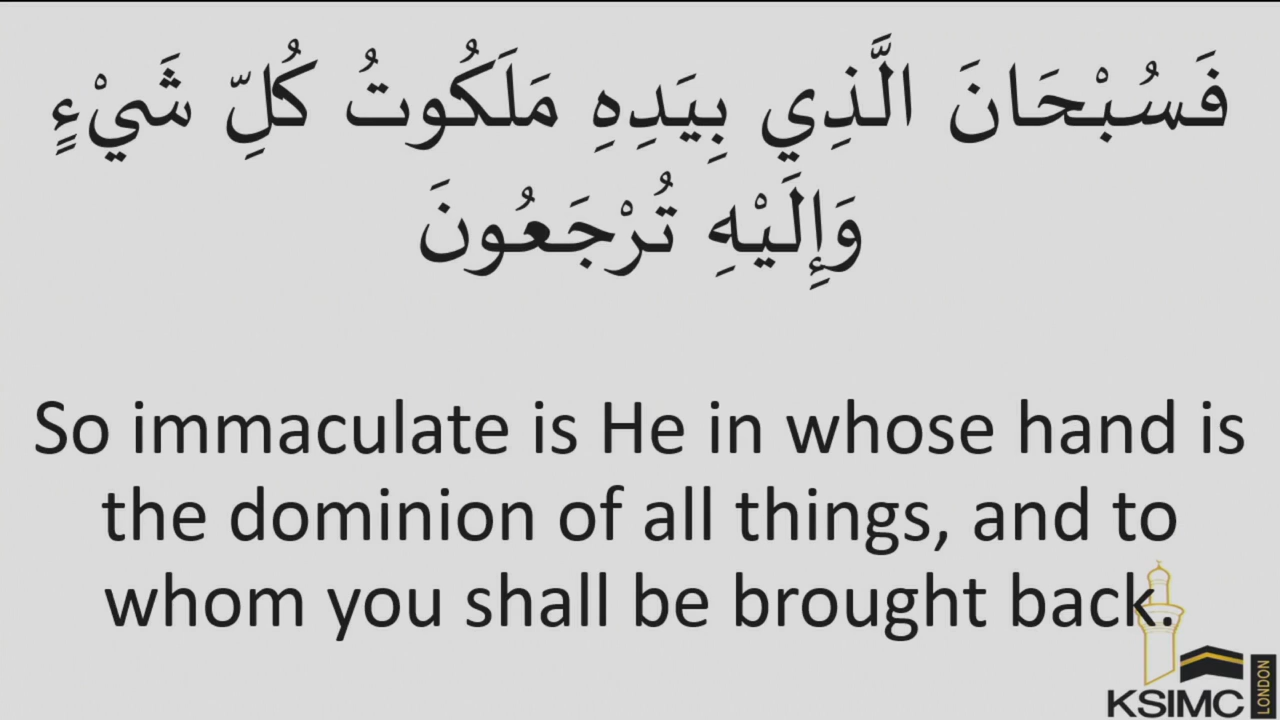 فَسُبْحَانَ الَّذِي بِيَدِهِ مَلَكُوتُ كُلِّ شَيْءٍ
وَإِلَيْهِ تُرْجَعُونَ
So immaculate is He in whose hand is
the dominion of all things, and to
whom you shall be brought back.
KSIMC LONDON